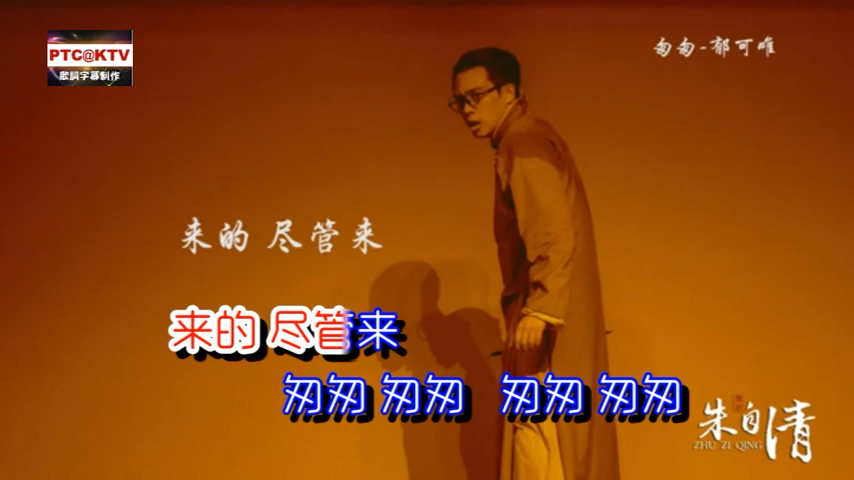 PTC@KTV
歌詞字幕制作
匆匆-郁可唯
来的 尽管来
来的 尽管来
匆匆 匆匆 匆匆 匆匆
朱自清
ZHU ZI QING